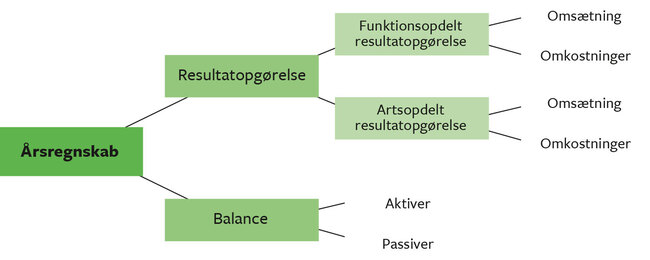 Årsregnskab
Resultatopgørelse
Funktionsopdelt
resultatopgørelse
Omsætning
Omkostninger
Artsopdelt
resultatopgørelse
Omsætning
Omkostninger
Balance
Aktiver
Passiver